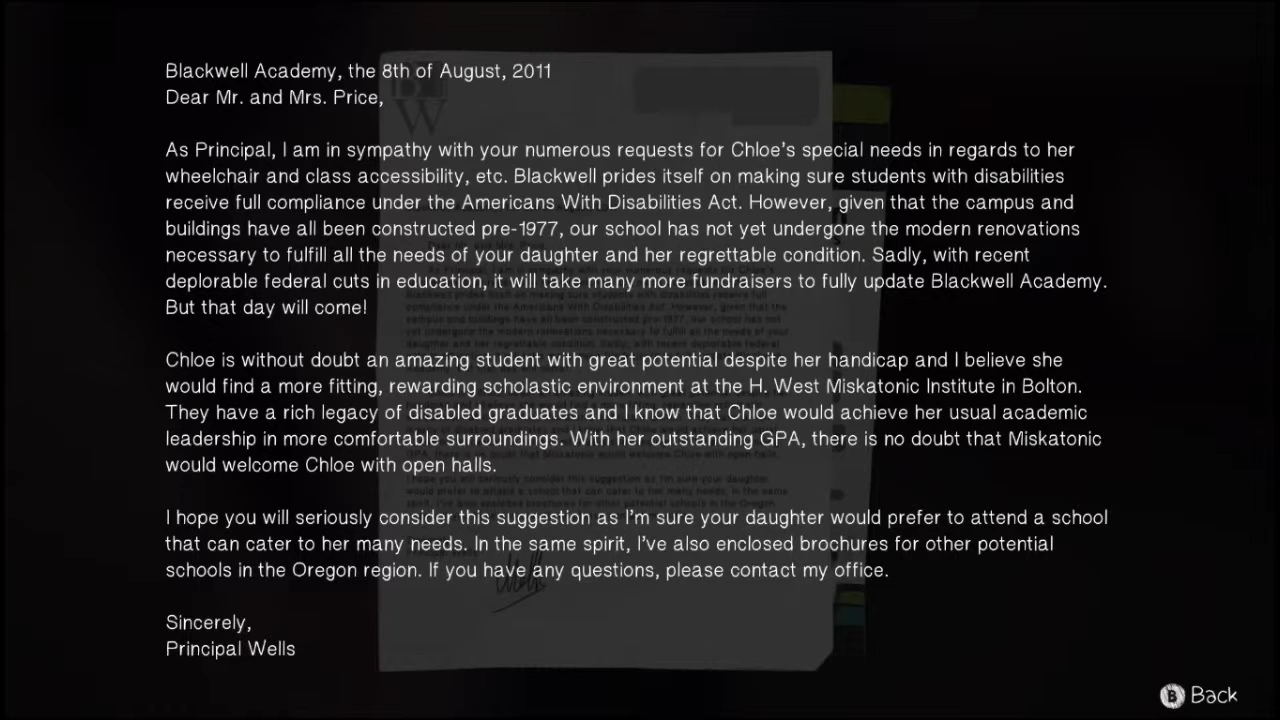 Blackwell Academy, the 8th of August, 2011
Dear Mr. and Mrs. Price,
As Principal, I am in sympathy with your numerous requests for Chloe's special needs in regards to her
wheelchair and class accessibility, etc. Blackwell prides itself on making sure students with disabilities
receive full compliance under the Americans With Disabilities Act. However, given that the campus and
buildings have all been constructed pre-1977, our school has not yet undergone the modern renovations
necessary to fulfill all the needs of your daughter and her regrettable condition. Sadly, with recent
deplorable federal cuts in education, it will take many more fundraisers to fully update Blackwell Academy.
But that day will come!
Chloe is without doubt an amazing student with great potential despite her handicap and I believe she
would find a more fitting, rewarding scholastic environment at the H. West Miskatonic Institute in Bolton.
They have a rich legacy of disabled graduates and I know that Chloe would achieve her usual academic
leadership in more comfortable surroundings. With her outstanding GPA, there is no doubt that Miskatonic
would welcome Chloe with open halls.
I hope you will seriously consider this suggestion as I'm sure your daughter would prefer to attend a school
that can cater to her many needs. In the same spirit, I've also enclosed brochures for other potential
schools in the Oregon region. If you have any questions, please contact my office.
Sincerely,
Principal Wells
B Back